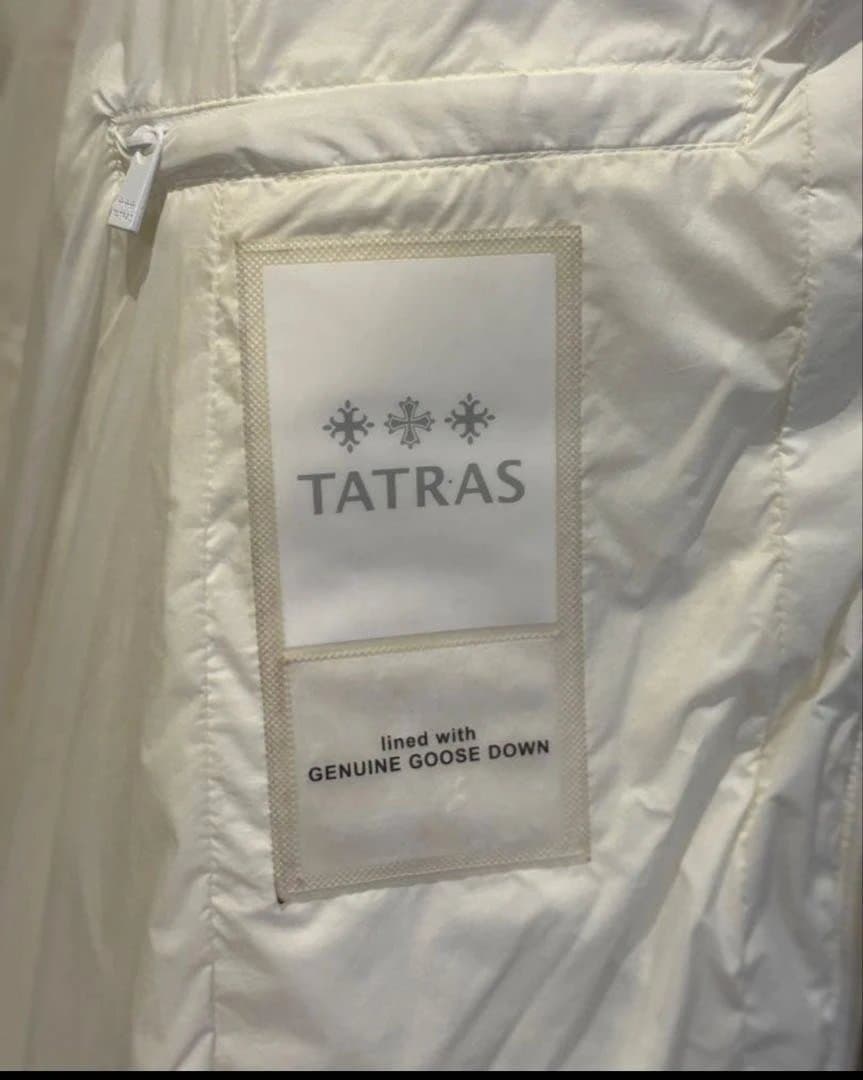 TATRAS
lined with
GENUINE GOOSE DOWN